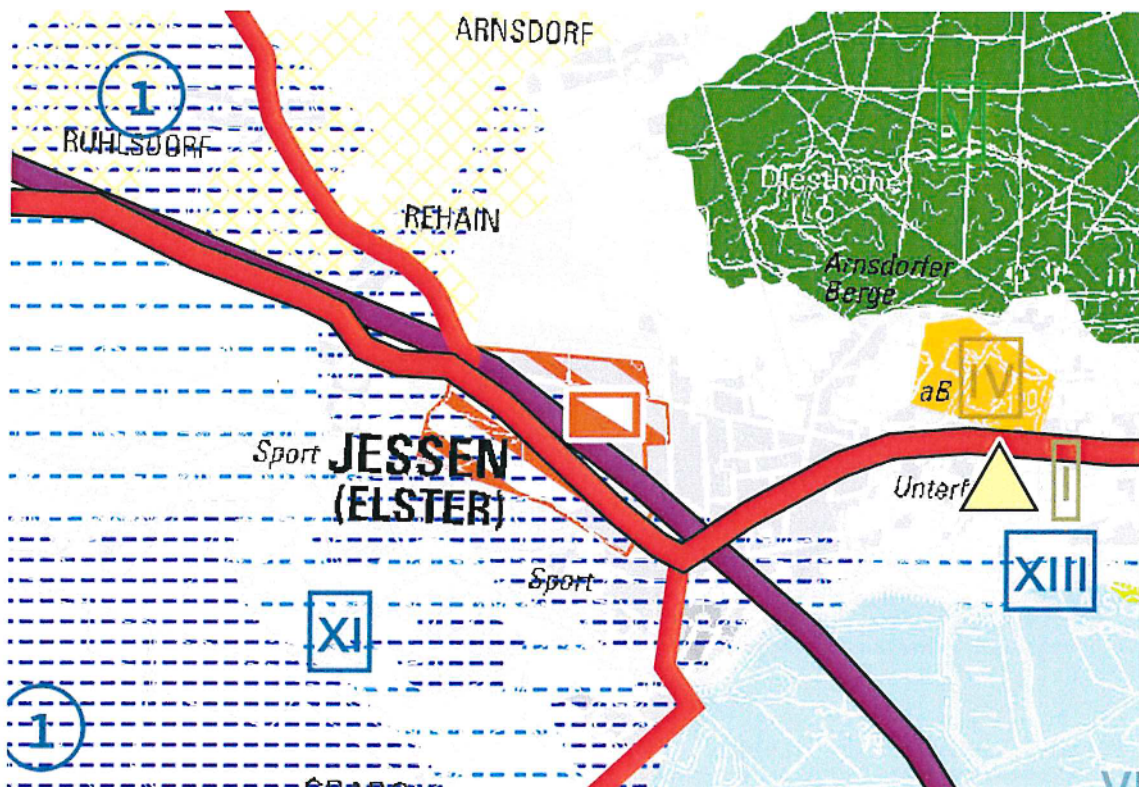 ARNSDORF
1
RUHLSDORF
V
Diesthöhe
REHAIN
Arnsdorfer
Berge
IV
aB
Sport
JESSEN
(ELSTER)
Unterf
I
XIII
Sport
XI
1